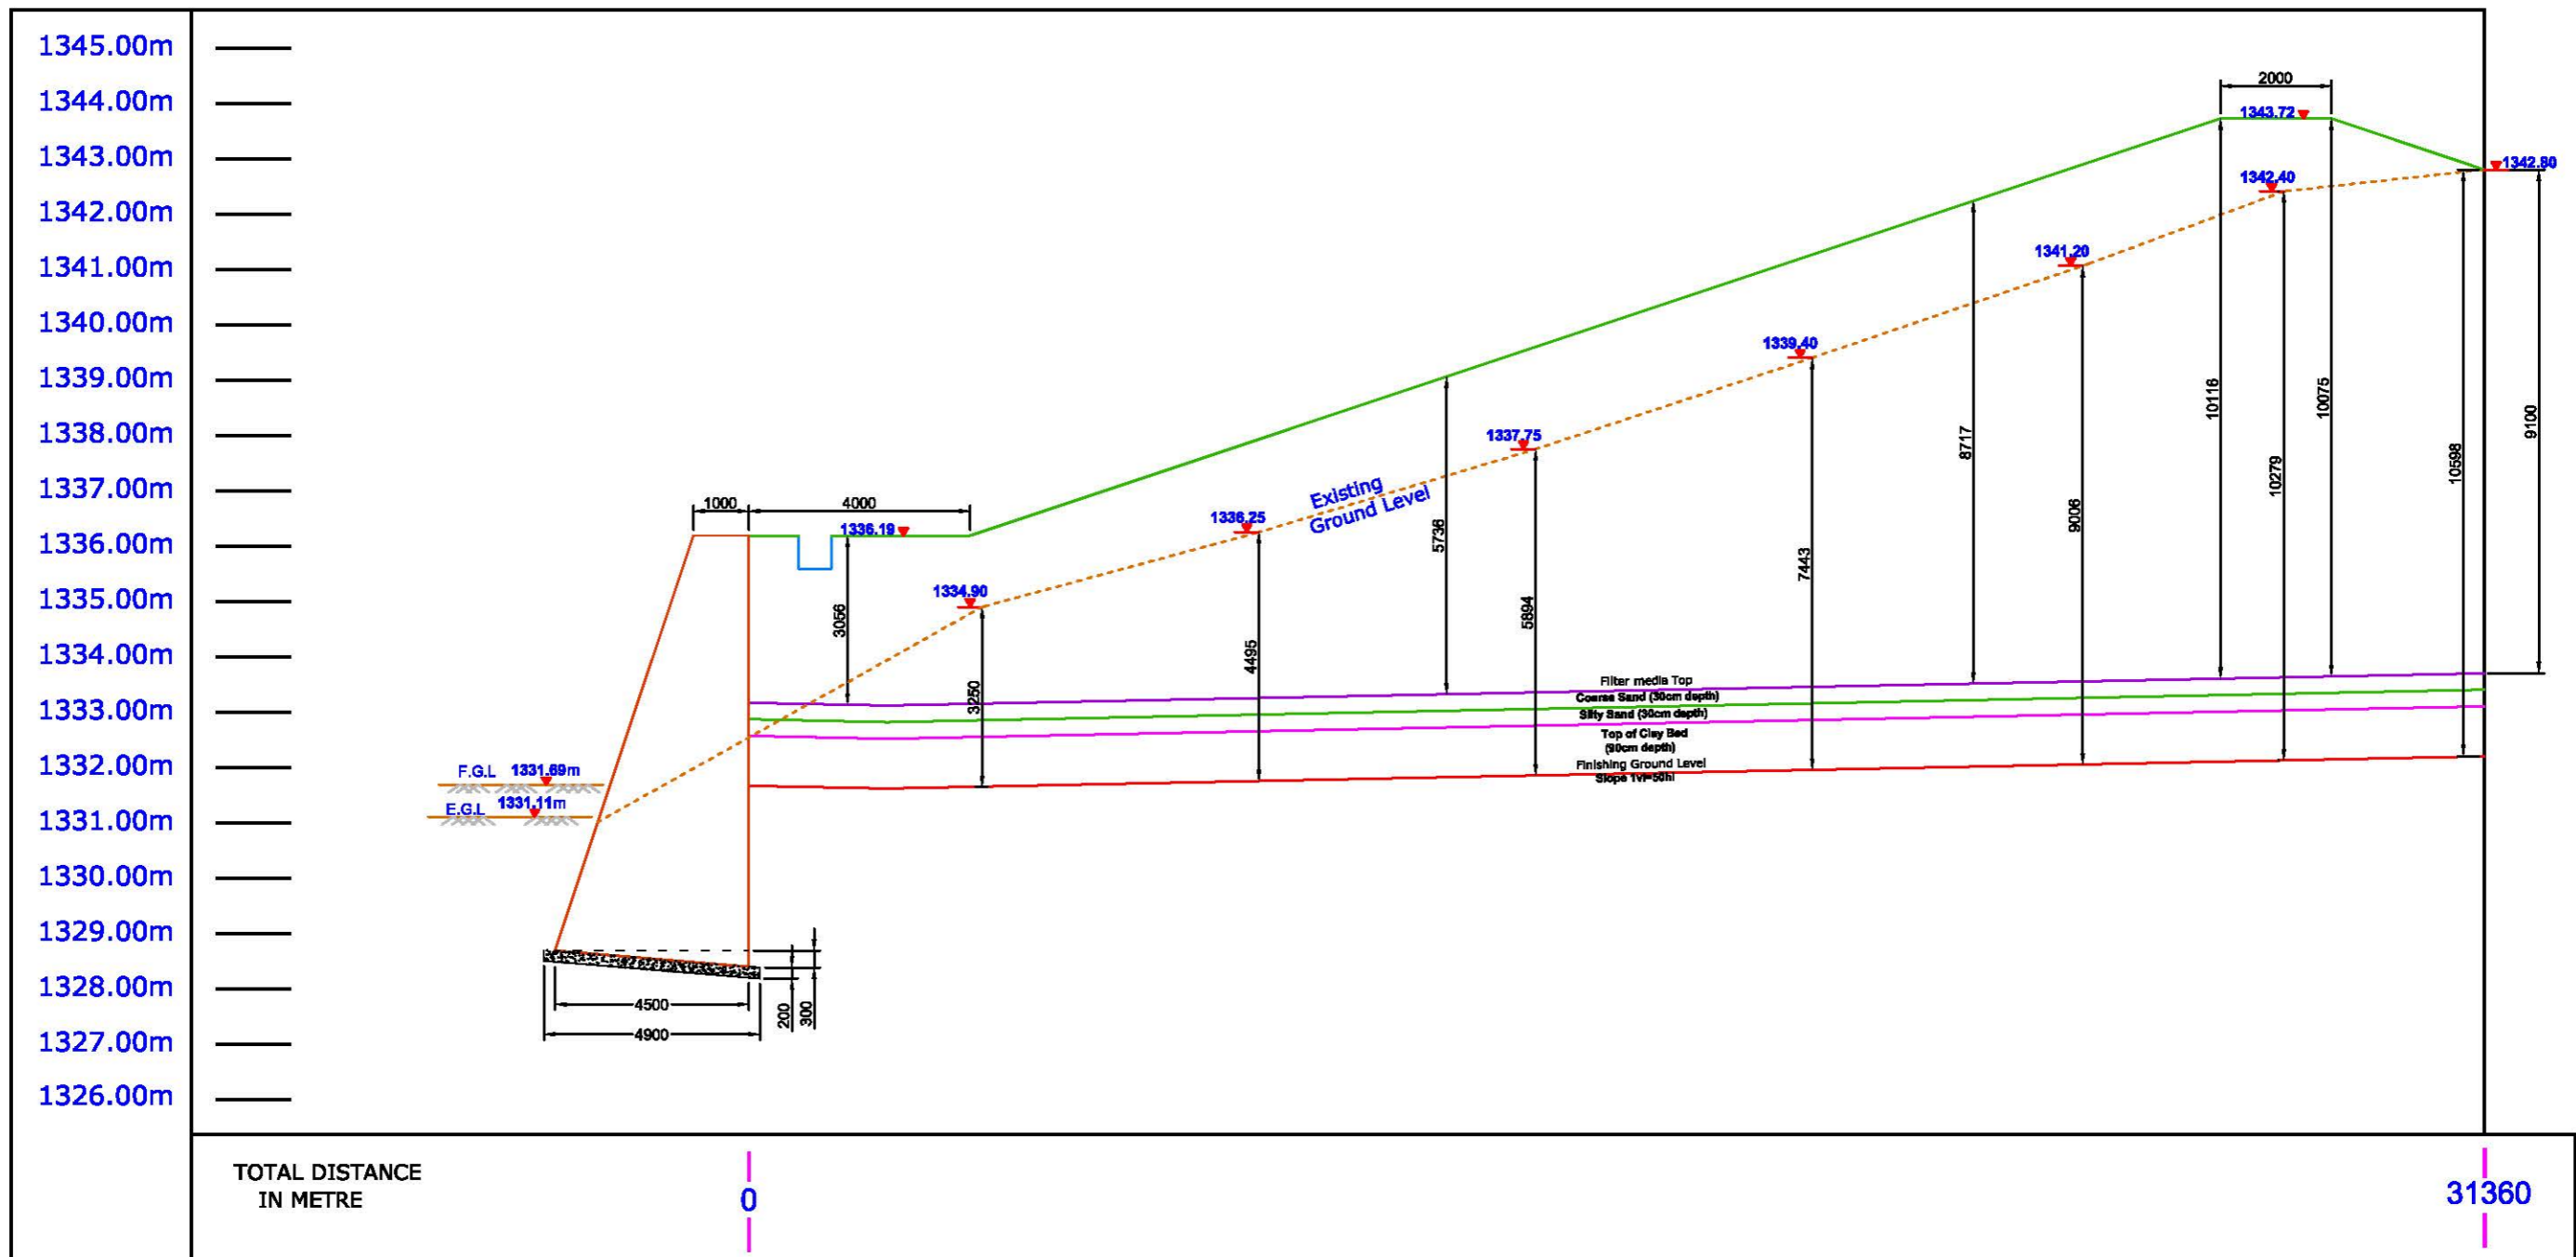 1345.00m
1344.00m
1343.00m
1342.00m
1341.00m
1340.00m
1339.00m
1338.00m
1337.00m
1336.00m
1335.00m
1334.00m
1333.00m
1332.00m
1331.00m
1330.00m
1329.00m
1328.00m
1327.00m
1326.00m
2000
1343.72
1342.80
1342.40
1341.20
1339.40
1337.75
1336.25
1334.90
1336.19
1000
4000
Existing
Ground Level
3056
3250
4495
5736
5894
7443
8717
9006
10116
10279
10075
10598
9100
Filter media Top
Coarse Sand (30cm depth)
Silty Sand (30cm depth)
Top of Clay Bed
(90cm depth)
Finishing Ground Level
Slope 1v:50h
F.G.L 1331.69m
E.G.L 1331.11m
4500
4900
200
300
TOTAL DISTANCE
IN METRE
0
31360